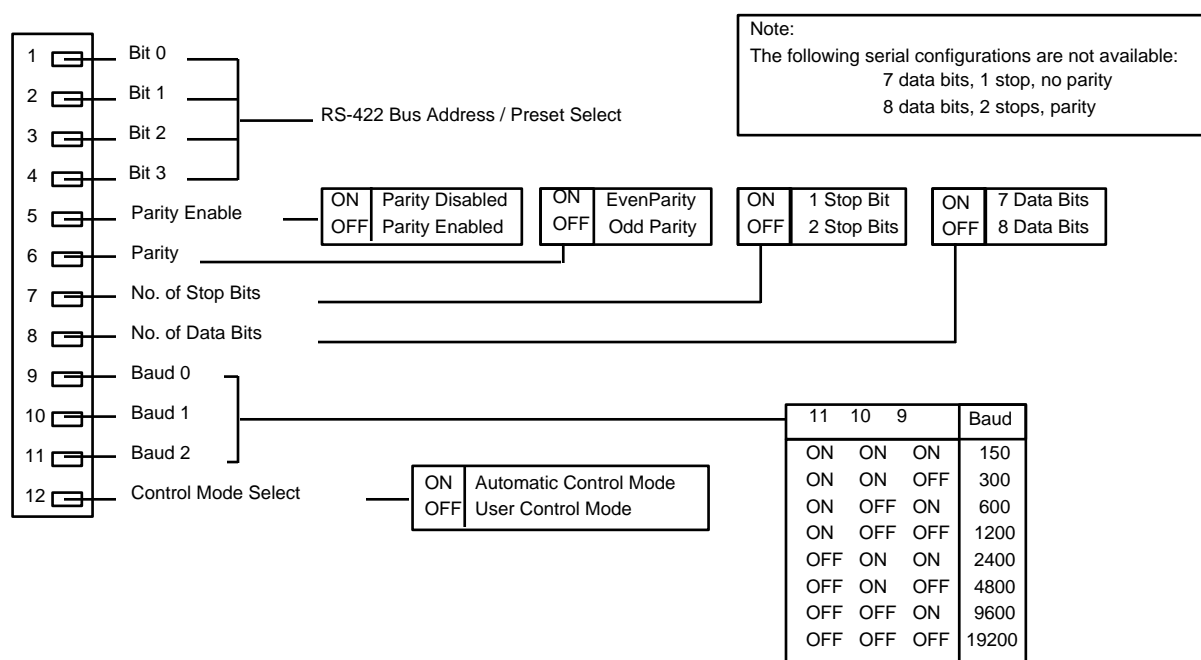 Note:
The following serial configurations are not available:
7 data bits, 1 stop, no parity
8 data bits, 2 stops, parity
1 Bit 0
2 Bit 1
3 Bit 2
4 Bit 3
RS-422 Bus Address / Preset Select
5 Parity Enable
ON Parity Disabled
OFF Parity Enabled
ON EvenParity
OFF Odd Parity
ON 1 Stop Bit
OFF 2 Stop Bits
ON 7 Data Bits
OFF 8 Data Bits
6 Parity
7 No. of Stop Bits
8 No. of Data Bits
9 Baud 0
10 Baud 1
11 Baud 2
12 Control Mode Select
ON Automatic Control Mode
OFF User Control Mode
11 10 9 Baud
ON ON ON 150
ON ON OFF 300
ON OFF ON 600
ON OFF OFF 1200
OFF ON ON 2400
OFF ON OFF 4800
OFF OFF ON 9600
OFF OFF OFF 19200